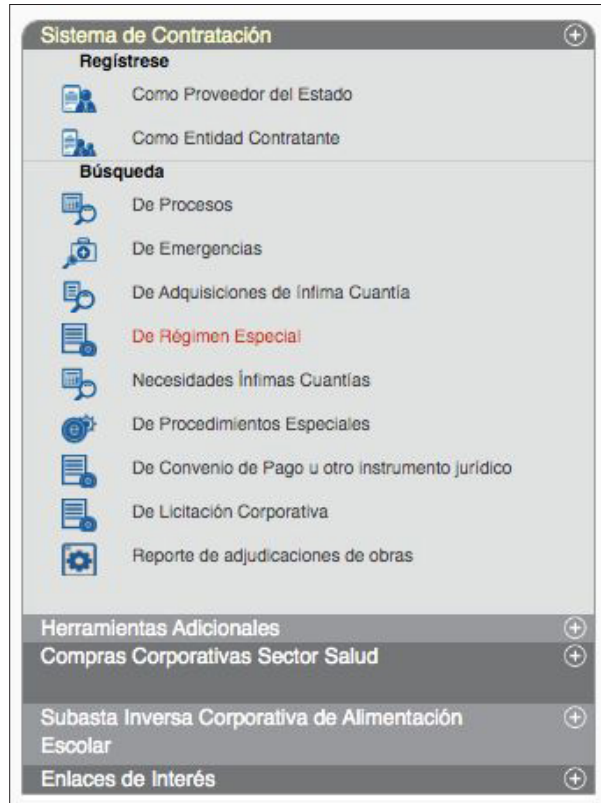 Sistema de Contratación
Regístrese
Como Proveedor del Estado
Como Entidad Contratante
Búsqueda
De Procesos
De Emergencias
De Adquisiciones de Ínfima Cuantía
De Régimen Especial
Necesidades Ínfimas Cuantías
De Procedimientos Especiales
De Convenio de Pago u otro instrumento jurídico
De Licitación Corporativa
Reporte de adjudicaciones de obras
Herramientas Adicionales
Compras Corporativas Sector Salud
Subasta Inversa Corporativa de Alimentación
Escolar
Enlaces de Interés